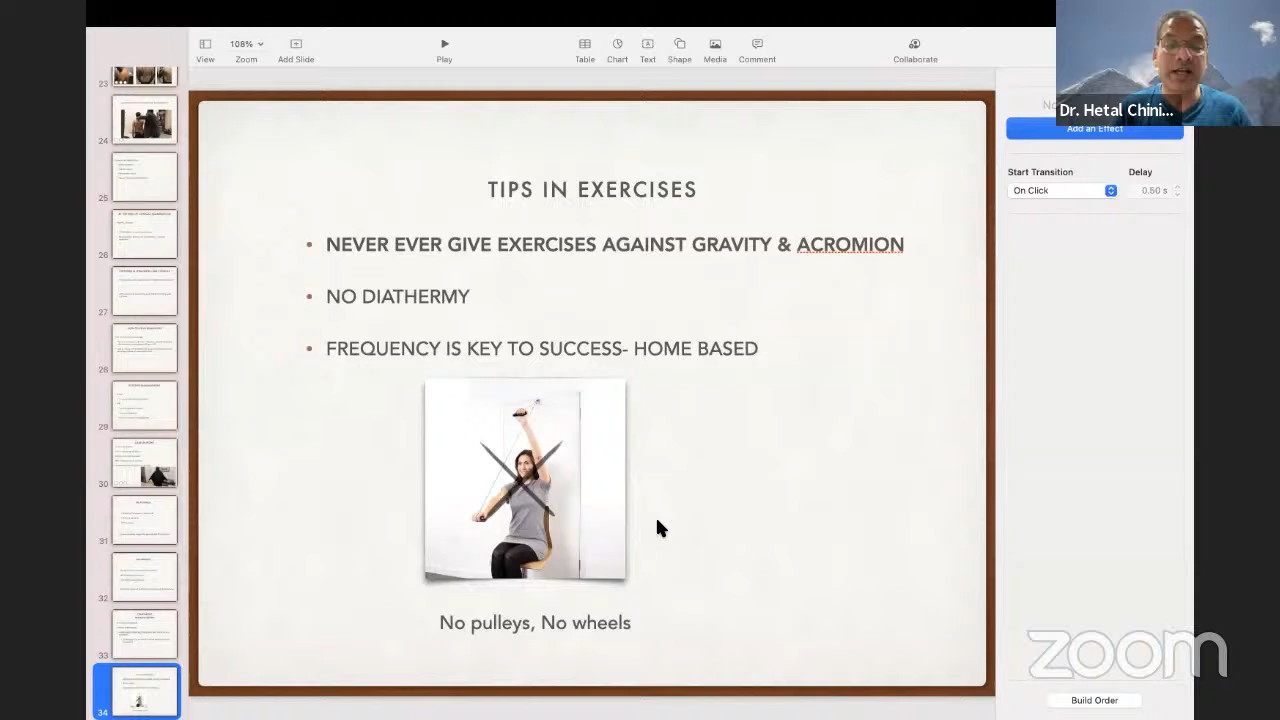 108%
View
Zoom
Add Slide
Play
Table
Chart
Text
Shape
Media
Comment
Collaborate
Dr. Hetal Chini...
Add an Effect
Start Transition
Delay
On Click
0.50 s
23
24
25
26
27
28
29
30
31
32
33
34
TIPS IN EXERCISES
• NEVER EVER GIVE EXERCISES AGAINST GRAVITY & ACROMION
• NO DIATHERMY
• FREQUENCY IS KEY TO SUCCESS- HOME BASED
No pulleys, No wheels
zoom
Build Order